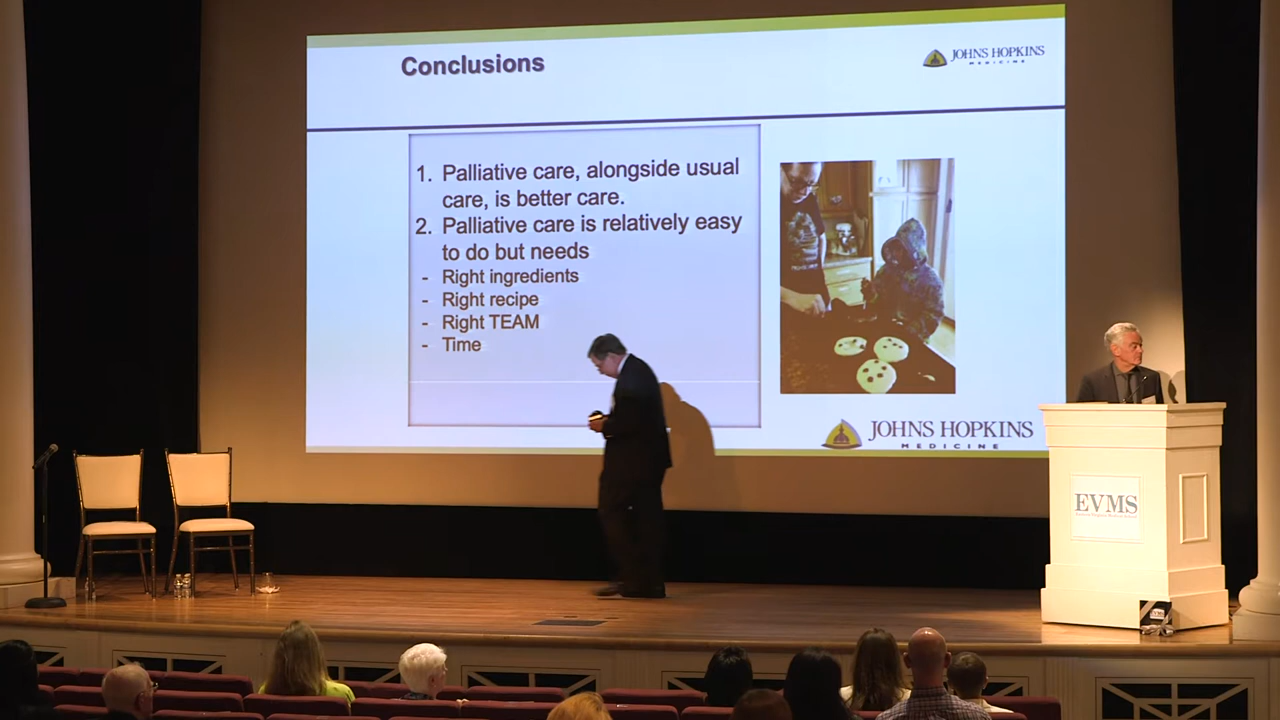 Conclusions
JOHNS HOPKINS
MEDICINE
1. Palliative care, alongside usual
care, is better care.
2. Palliative care is relatively easy
to do but needs
- Right ingredients
- Right recipe
- Right TEAM
- Time
JOHNS HOPKINS
MEDICINE
EVMS
EVMS